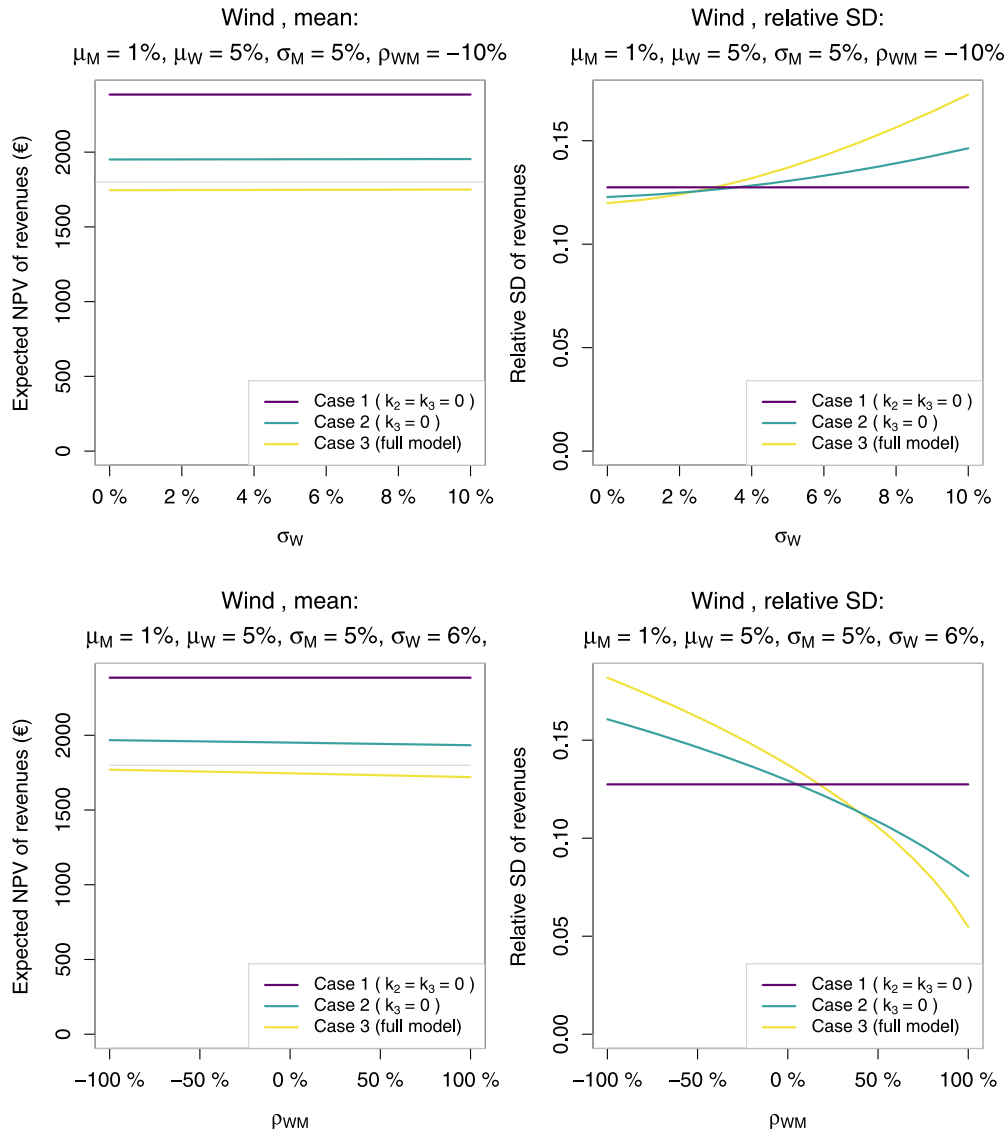 Wind , mean:
μM = 1%, μW = 5%, σM = 5%, ρWM = −10%
Expected NPV of revenues (€)
2000
1500
1000
500
0
Case 1 ( k2 = k3 = 0 )
Case 2 ( k3 = 0 )
Case 3 (full model)
0 % 2 % 4 % 6 % 8 % 10 %
σW
Wind , relative SD:
μM = 1%, μW = 5%, σM = 5%, ρWM = −10%
Relative SD of revenues
0.15
0.10
0.05
0.00
Case 1 ( k2 = k3 = 0 )
Case 2 ( k3 = 0 )
Case 3 (full model)
0 % 2 % 4 % 6 % 8 % 10 %
σW
Wind , mean:
μM = 1%, μW = 5%, σM = 5%, σW = 6%,
Expected NPV of revenues (€)
2000
1500
1000
500
0
Case 1 ( k2 = k3 = 0 )
Case 2 ( k3 = 0 )
Case 3 (full model)
−100 % −50 % 0 % 50 % 100 %
ρWM
Wind , relative SD:
μM = 1%, μW = 5%, σM = 5%, σW = 6%,
Relative SD of revenues
0.15
0.10
0.05
0.00
Case 1 ( k2 = k3 = 0 )
Case 2 ( k3 = 0 )
Case 3 (full model)
−100 % −50 % 0 % 50 % 100 %
ρWM